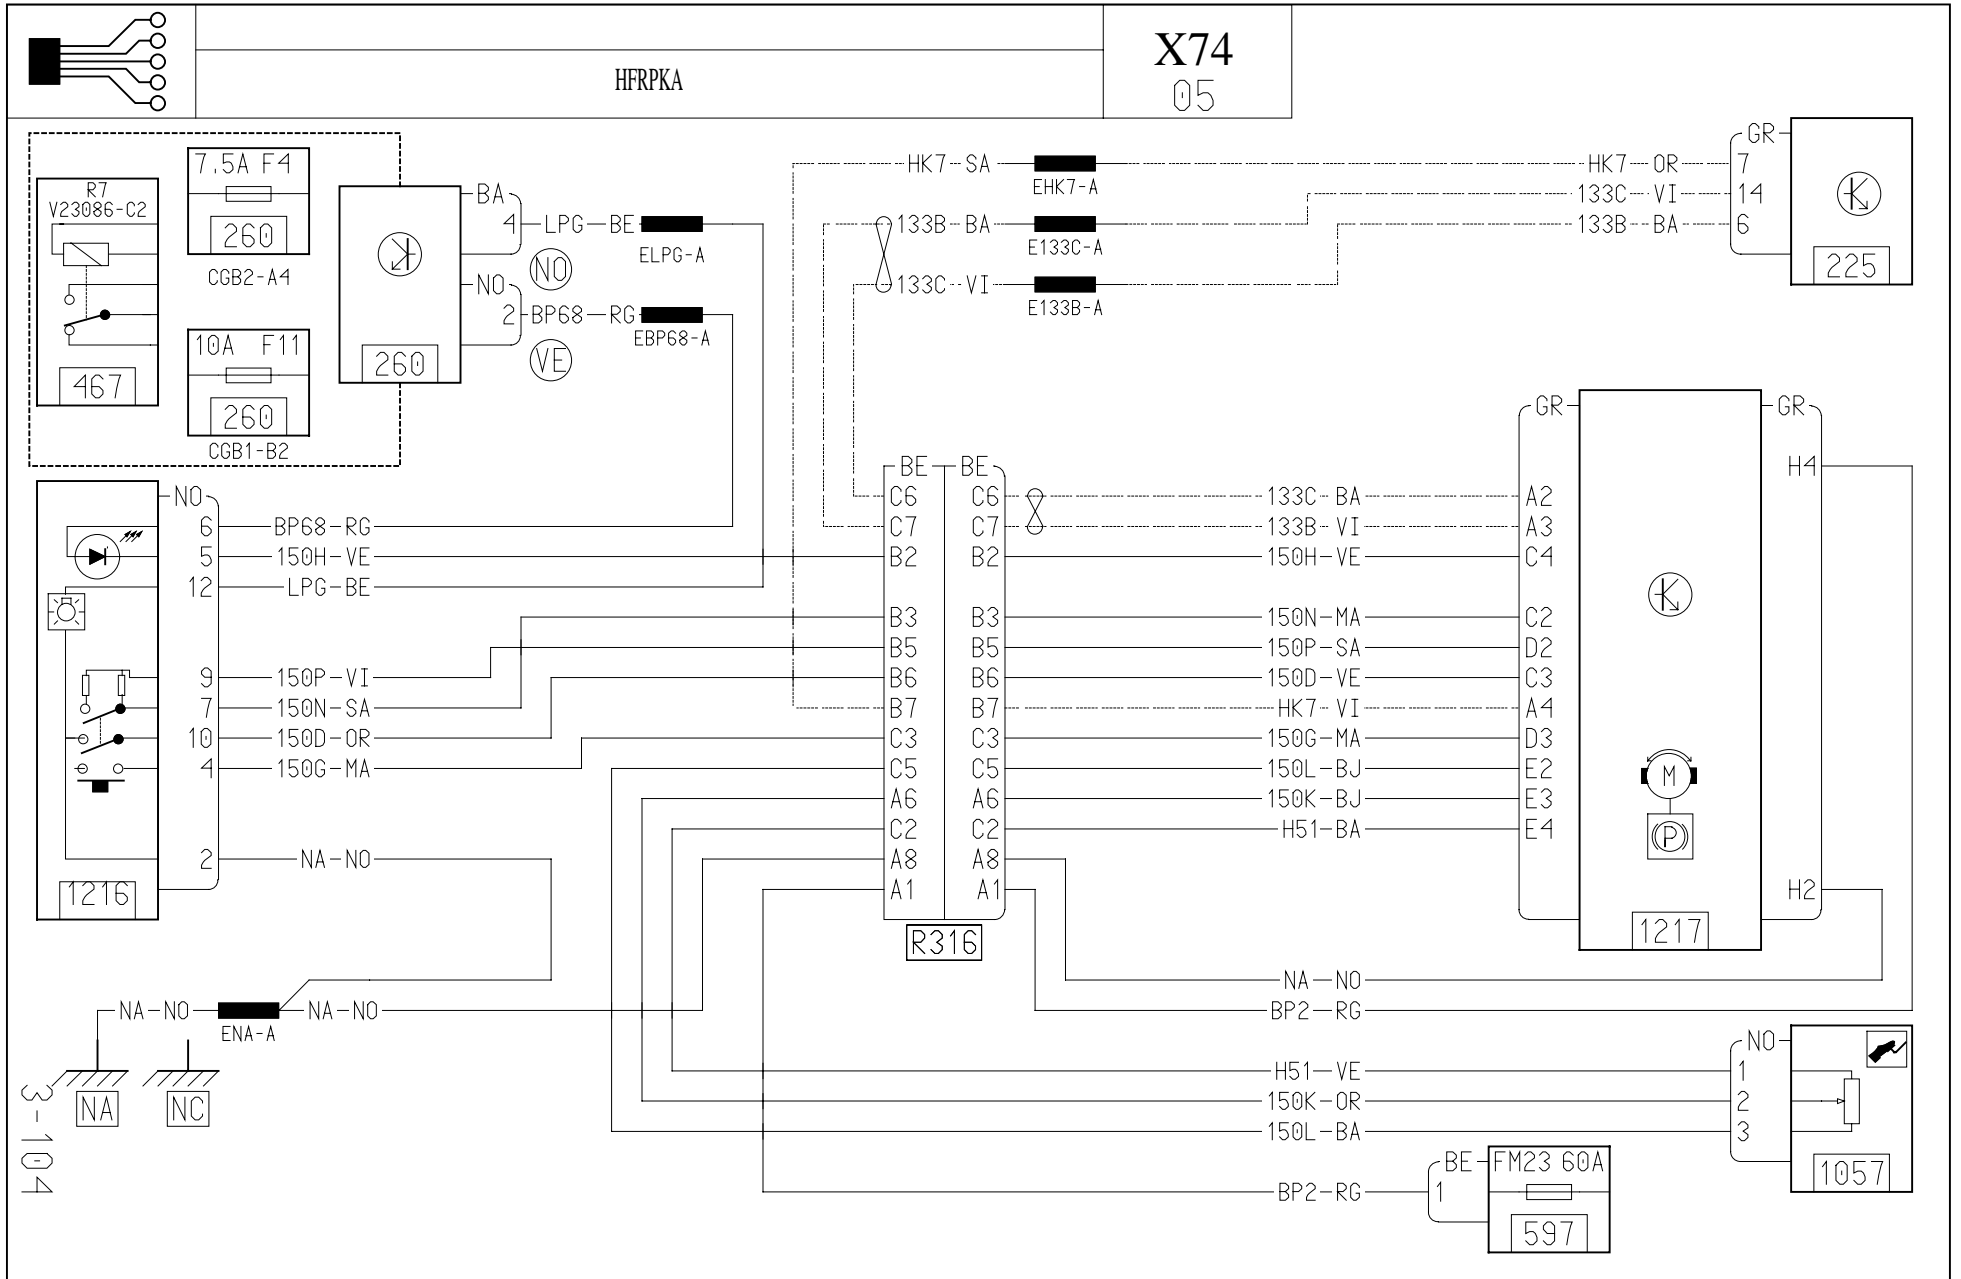 HFRPKA
X74
05
R7
V23086-C2
467
7.5A F4
260
CGB2-A4
10A F11
260
CGB1-B2
260
BA
4 LPG-BE
ELPG-A
NO
NO
2 BP68-RG
EBP68-A
VE
HK7-SA
EHK7-A
HK7-OR
133B-BA
E133C-A
133C-VI
133C-VI
E133B-A
133B-BA
GR
7
14
6
225
NO
6 BP68-RG
5 150H-VE
12 LPG-BE
9 150P-VI
7 150N-SA
10 150D-OR
4 150G-MA
2 NA-NO
1216
BE BE
C6 C6 133C-BA A2
C7 C7 133B-VI A3
B2 B2 150H-VE C4
B3 B3 150N-MA C2
B5 B5 150P-SA D2
B6 B6 150D-VE C3
B7 B7 HK7-VI A4
C3 C3 150G-MA D3
C5 C5 150L-BJ E2
A6 A6 150K-BJ E3
C2 C2 H51-BA E4
A8 A8
A1 A1
R316
GR
GR
H4
M
P
H2
1217
NA-NO
BP2-RG
NA-NO
ENA-A
NA-NO
NA
NC
H51-VE
150K-OR
150L-BA
NO
1
2
3
1057
BP2-RG
BE
1
FM23 60A
597
3-104